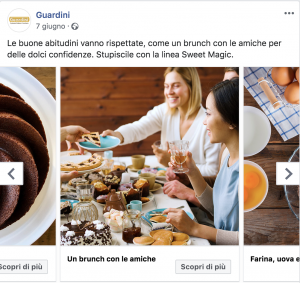 Guardini
7 giugno ·
Le buone abitudini vanno rispettate, come un brunch con le amiche per
delle dolci confidenze. Stupiscile con la linea Sweet Magic.
Un brunch con le amiche
Farina, uova e
Scopri di più
Scopri di più